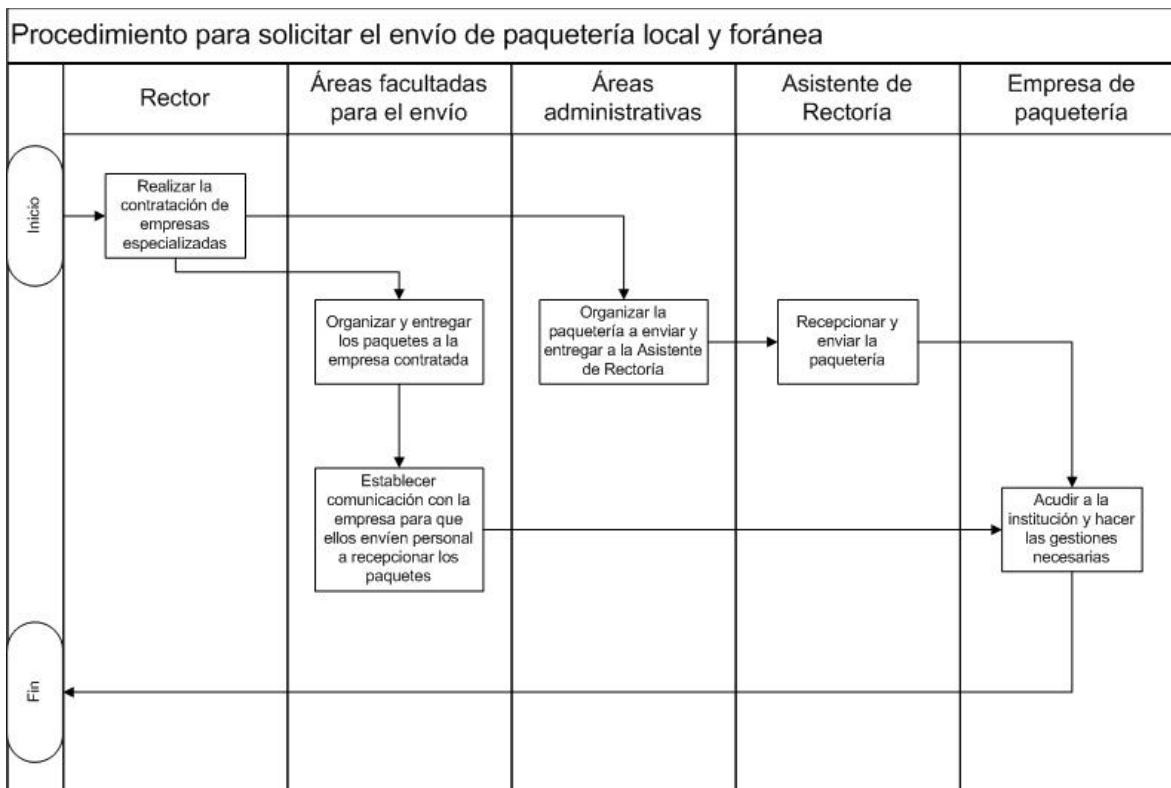 Procedimiento para solicitar el envío de paquetería local y foránea
Rector
Áreas facultadas
para el envío
Áreas
administrativas
Asistente de
Rectoría
Empresa de
paquetería
Inicio
Realizar la
contratación de
empresas
especializadas
Organizar y entregar
los paquetes a la
empresa contratada
Organizar la
paquetería a enviar y
entregar a la Asistente
de Rectoría
Recepcionar y
enviar la
paquetería
Establecer
comunicación con la
empresa para que
ellos envíen personal
a recepcionar los
paquetes
Acudir a la
institución y hacer
las gestiones
necesarias
Fin